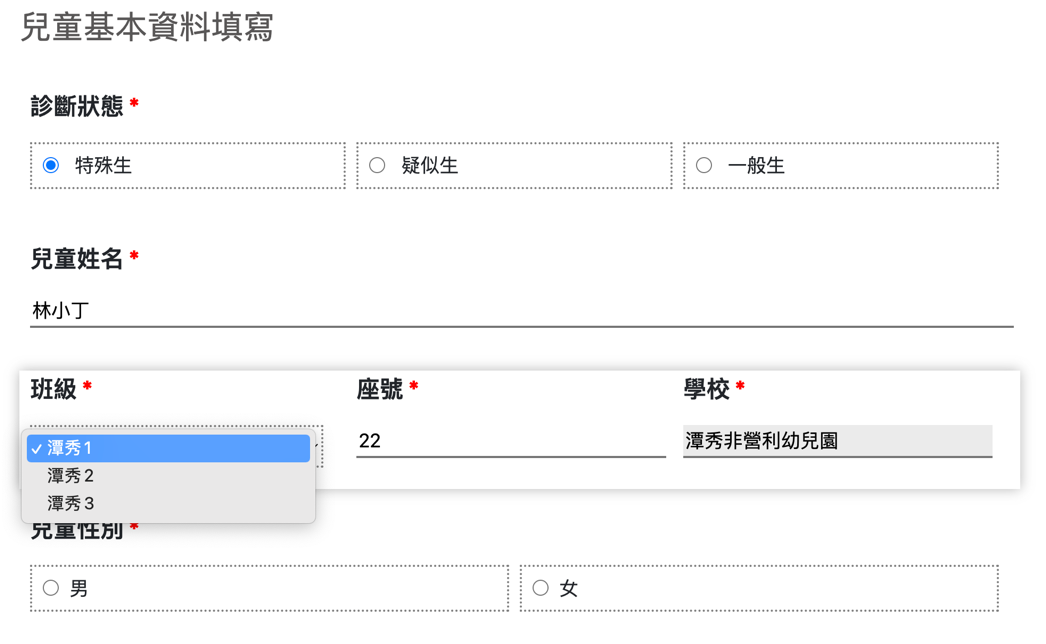 兒童基本資料填寫
診斷狀態 *
特殊生 疑似生 一般生
兒童姓名 *
林小丁
班級 * 座號 * 學校 *
✓ 潭秀1 22 潭秀非營利幼兒園
潭秀2
潭秀3
兒童性別 *
男 女